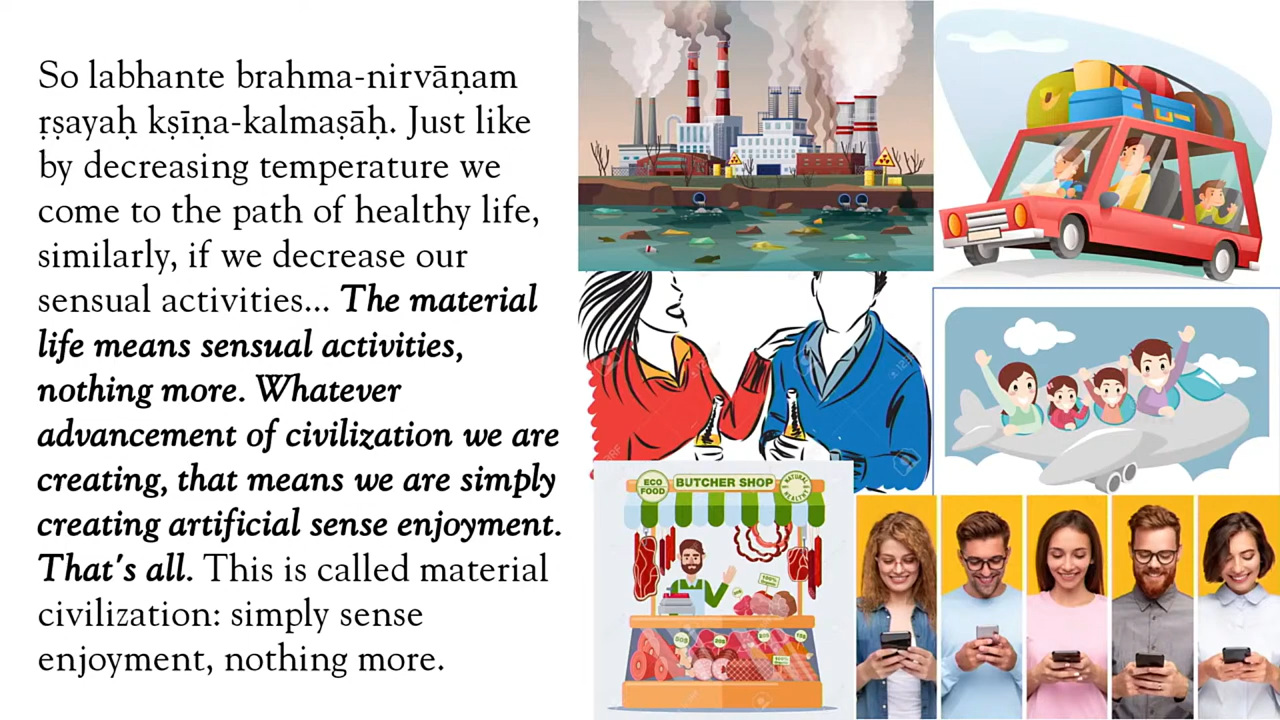 So labhante brahma-nirvāṇam
ṛṣayaḥ kṣīṇa-kalmaṣāḥ. Just like
by decreasing temperature we
come to the path of healthy life,
similarly, if we decrease our
sensual activities... The material
life means sensual activities,
nothing more. Whatever
advancement of civilization we are
creating, that means we are simply
creating artificial sense enjoyment.
That's all. This is called material
civilization: simply sense
enjoyment, nothing more.
ECO
FOOD
BUTCHER SHOP